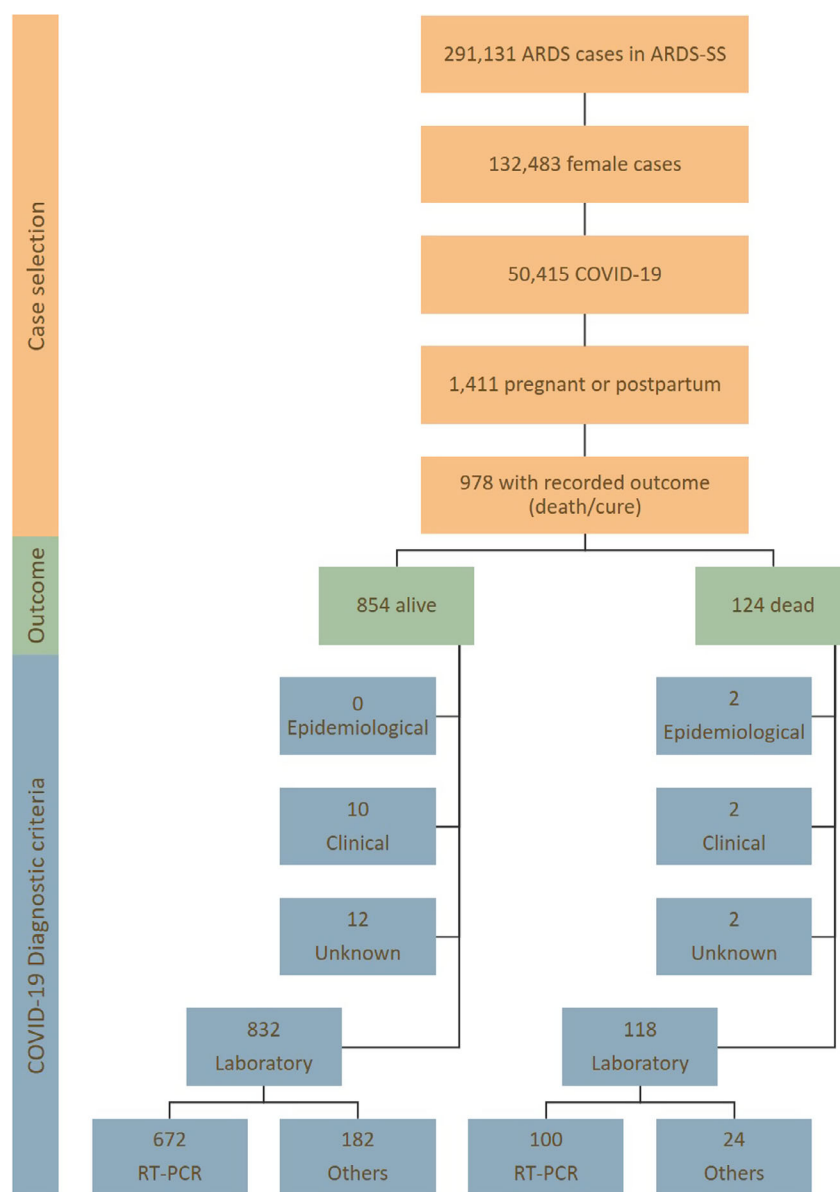 Case selection
291,131 ARDS cases in ARDS-SS
132,483 female cases
50,415 COVID-19
1,411 pregnant or postpartum
978 with recorded outcome
(death/cure)
Outcome
854 alive
124 dead
COVID-19 Diagnostic criteria
0
Epidemiological
2
Epidemiological
10
Clinical
2
Clinical
12
Unknown
2
Unknown
832
Laboratory
118
Laboratory
672
RT-PCR
182
Others
100
RT-PCR
24
Others